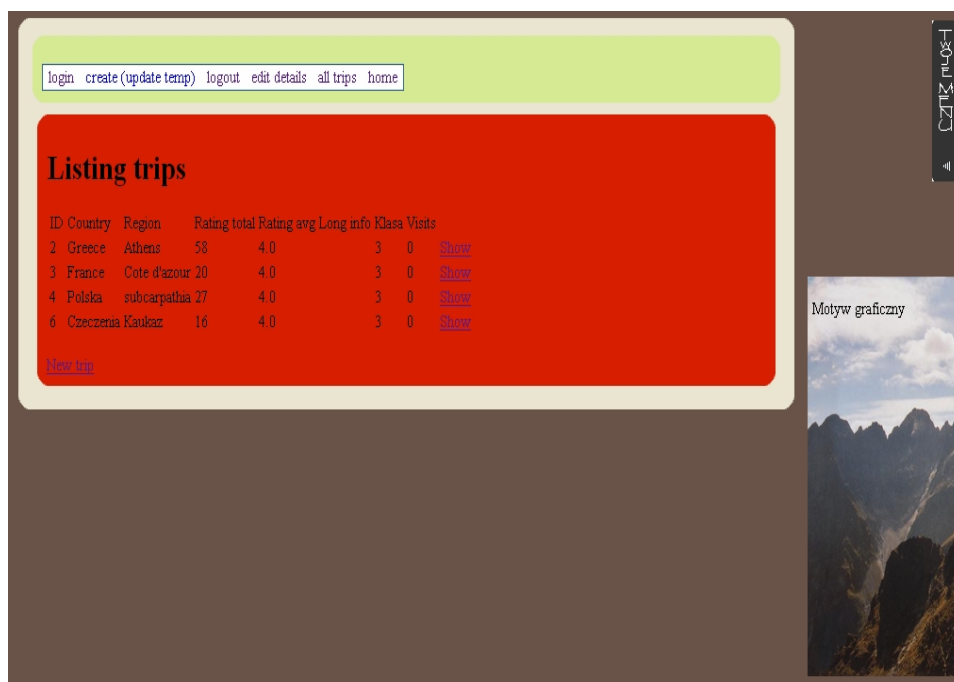 login create (update temp) logout edit details all trips home
Listing trips
ID Country Region Rating total Rating avg Long info Klasa Visits
2 Greece Athens 58 4.0 3 0 Show
3 France Cote d'azour 20 4.0 3 0 Show
4 Polska subcarpathia 27 4.0 3 0 Show
6 Czeczenia Kaukaz 16 4.0 3 0 Show
New trip
TWOJE MENU
Motyw graficzny